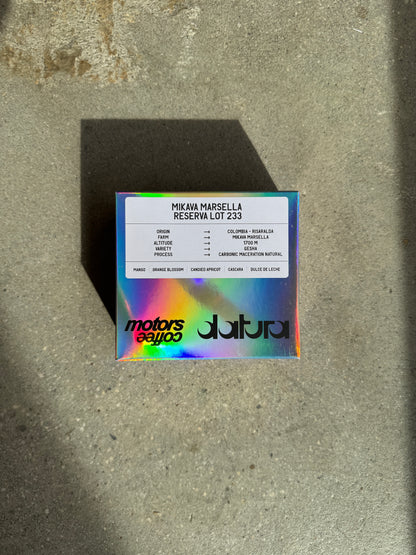 MIKAVA MARSELLA
RESERVA LOT 233
ORIGIN → COLOMBIA - RISARALDA
FARM → MIKAVA MARSELLA
ALTITUDE → 1700 M
VARIETY → GESHA
PROCESS → CARBONIC MACERATION NATURAL
MANGO ORANGE BLOSSOM CANDIED APRICOT CASCARA DULCE DE LECHE
motors datura
coffee